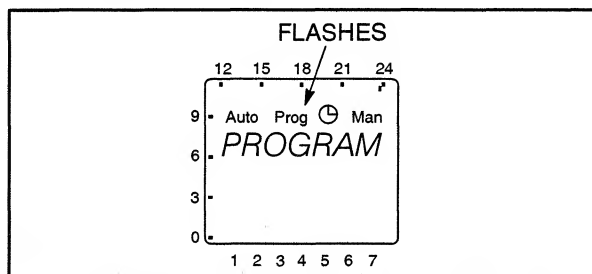 FLASHES
12 15 18 21 24
9 Auto Prog Man
PROGRAM
6
3
0
1 2 3 4 5 6 7